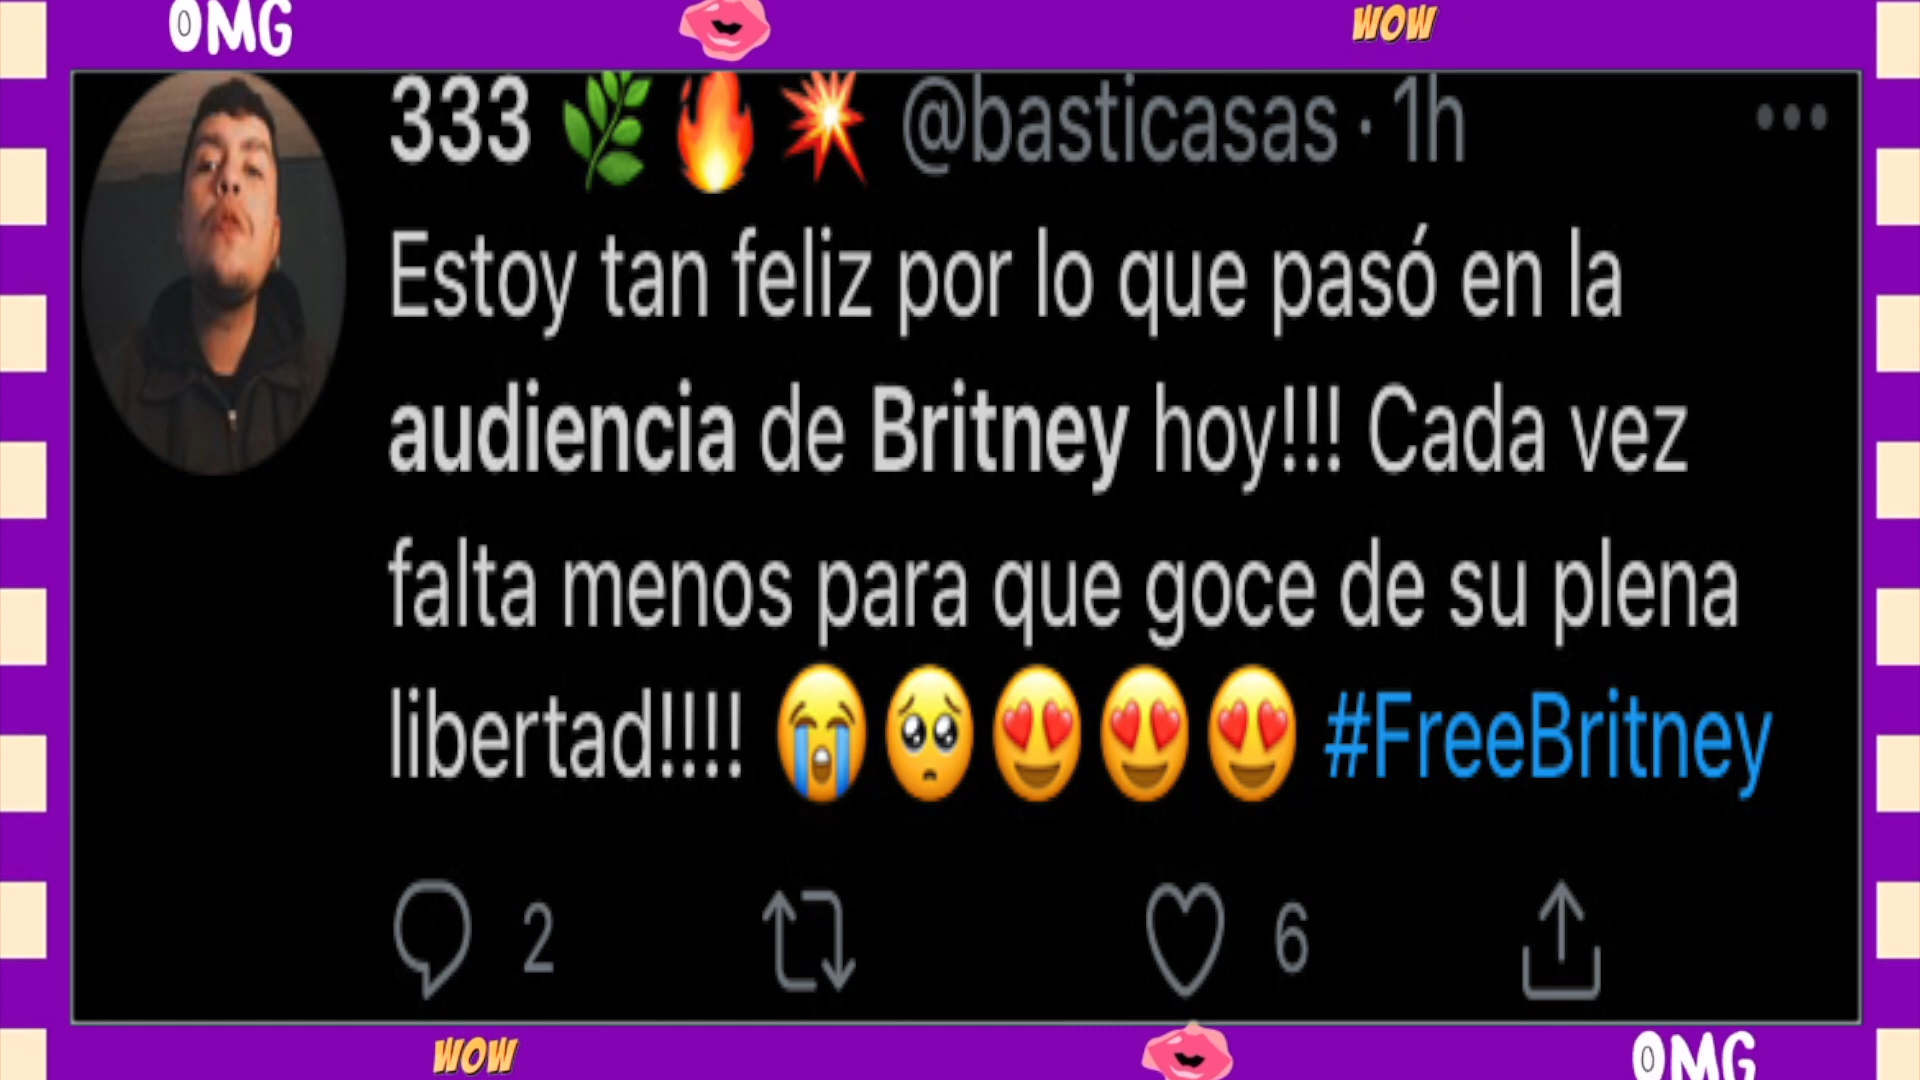 OMG WOW
333 🌿🔥💥 @basticasas · 1h
Estoy tan feliz por lo que pasó en la
audiencia de Britney hoy!!! Cada vez
falta menos para que goce de su plena
libertad!!!! 😭🥺😍😍😍 #FreeBritney
2 6
WOW OMG